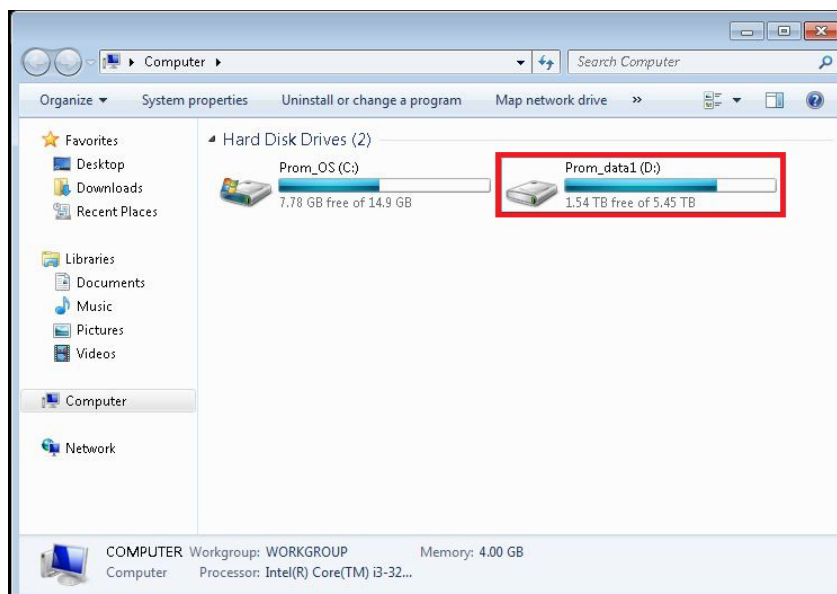 Computer
Search Computer
Organize
System properties
Uninstall or change a program
Map network drive
»
Favorites
Desktop
Downloads
Recent Places
Libraries
Documents
Music
Pictures
Videos
Computer
Network
Hard Disk Drives (2)
Prom_OS (C:)
7.78 GB free of 14.9 GB
Prom_data1 (D:)
1.54 TB free of 5.45 TB
COMPUTER Workgroup: WORKGROUP Memory: 4.00 GB
Computer Processor: Intel(R) Core(TM) i3-32...